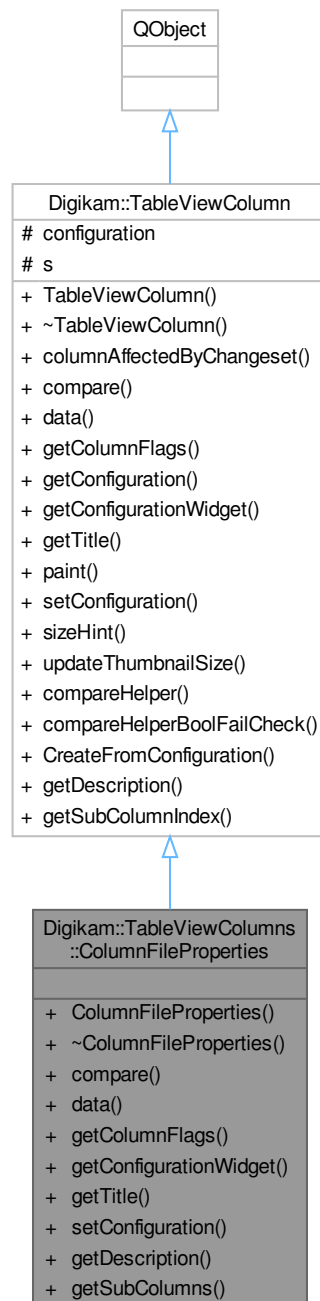 QObject
Digikam::TableViewColumn
# configuration
# s
+ TableViewColumn()
+ ~TableViewColumn()
+ columnAffectedByChangeset()
+ compare()
+ data()
+ getColumnFlags()
+ getConfiguration()
+ getConfigurationWidget()
+ getTitle()
+ paint()
+ setConfiguration()
+ sizeHint()
+ updateThumbnailSize()
+ compareHelper()
+ compareHelperBoolFailCheck()
+ CreateFromConfiguration()
+ getDescription()
+ getSubColumnIndex()
Digikam::TableViewColumns
::ColumnFileProperties
+ ColumnFileProperties()
+ ~ColumnFileProperties()
+ compare()
+ data()
+ getColumnFlags()
+ getConfigurationWidget()
+ getTitle()
+ setConfiguration()
+ getDescription()
+ getSubColumns()